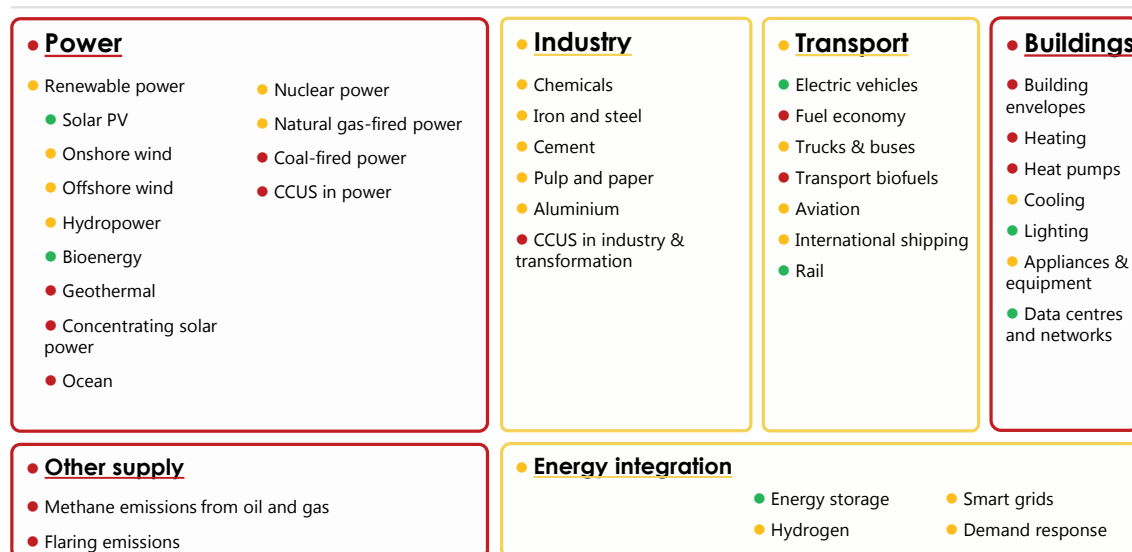 Power
Renewable power
Solar PV
Onshore wind
Offshore wind
Hydropower
Bioenergy
Geothermal
Concentrating solar
power
Ocean
Nuclear power
Natural gas-fired power
Coal-fired power
CCUS in power
Industry
Chemicals
Iron and steel
Cement
Pulp and paper
Aluminium
CCUS in industry &
transformation
Transport
Electric vehicles
Fuel economy
Trucks & buses
Transport biofuels
Aviation
International shipping
Rail
Buildings
Building
envelopes
Heating
Heat pumps
Cooling
Lighting
Appliances &
equipment
Data centres
and networks
Other supply
Methane emissions from oil and gas
Flaring emissions
Energy integration
Energy storage
Hydrogen
Smart grids
Demand response